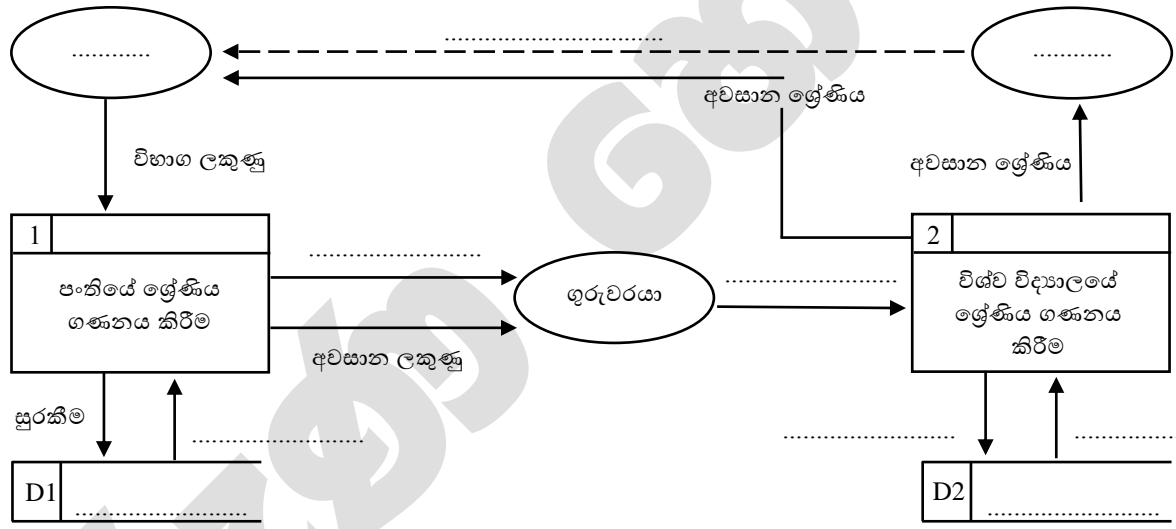 ............................
...........
............
අවසාන ශ්‍රේණිය
විභාග ලකුණු
අවසාන ශ්‍රේණිය
1
2
......................
පංතියේ ශ්‍රේණිය
ගණනය කිරීම
ගුරුවරයා
......................
විශ්ව විද්‍යාලයේ
ශ්‍රේණිය ගණනය
කිරීම
අවසාන ලකුණු
සුරකීම
......................
......................
.............
D1
...................
D2
...................